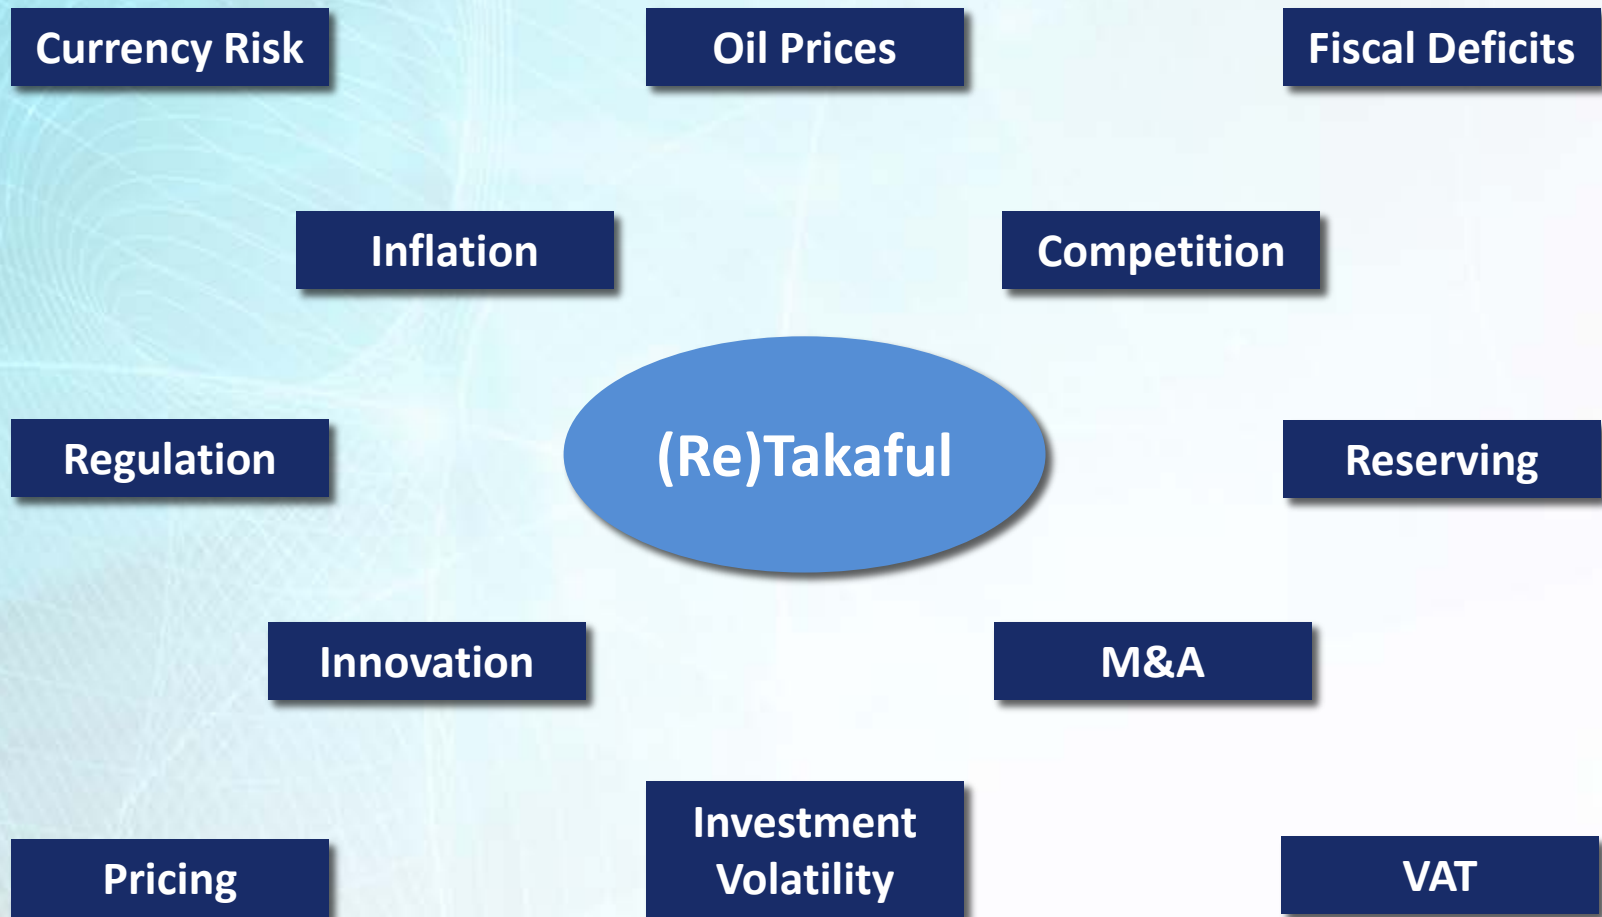 Currency Risk
Oil Prices
Fiscal Deficits
Inflation
Competition
(Re)Takaful
Regulation
Reserving
Innovation
M&A
Investment
Volatility
Pricing
VAT